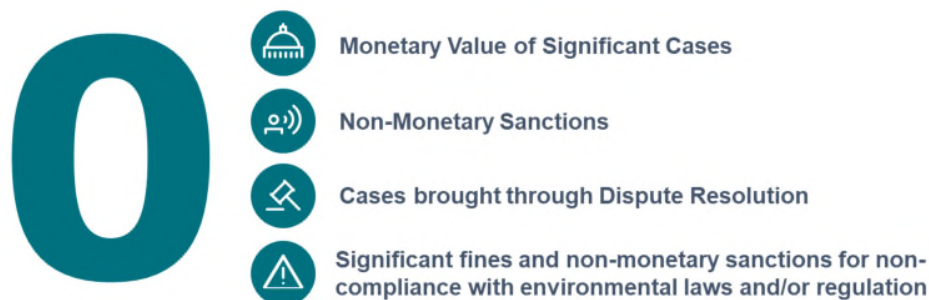 0
Monetary Value of Significant Cases
Non-Monetary Sanctions
Cases brought through Dispute Resolution
Significant fines and non-monetary sanctions for non-
compliance with environmental laws and/or regulation